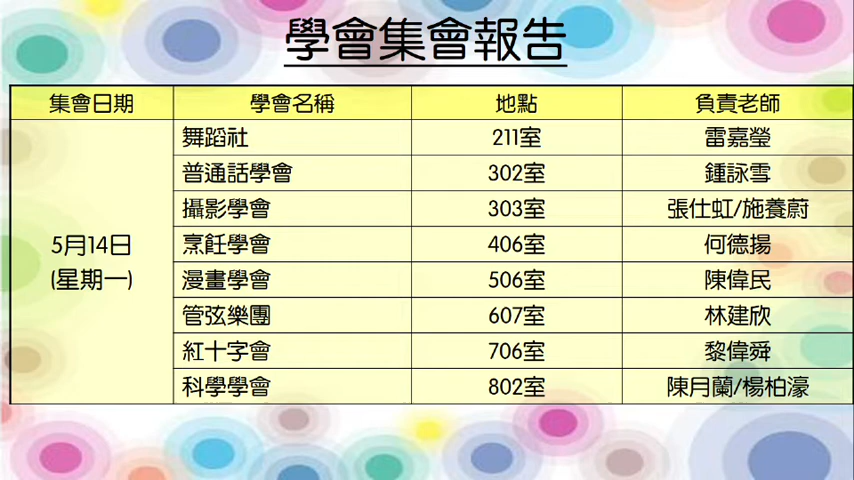 學會集會報告
集會日期 學會名稱 地點 負責老師
5月14日
(星期一)
舞蹈社 211室 雷嘉瑩
普通話學會 302室 鍾詠雪
攝影學會 303室 張仕虹/施養蔚
烹飪學會 406室 何德揚
漫畫學會 506室 陳偉民
管弦樂團 607室 林建欣
紅十字會 706室 黎偉舜
科學學會 802室 陳月蘭/楊柏濠